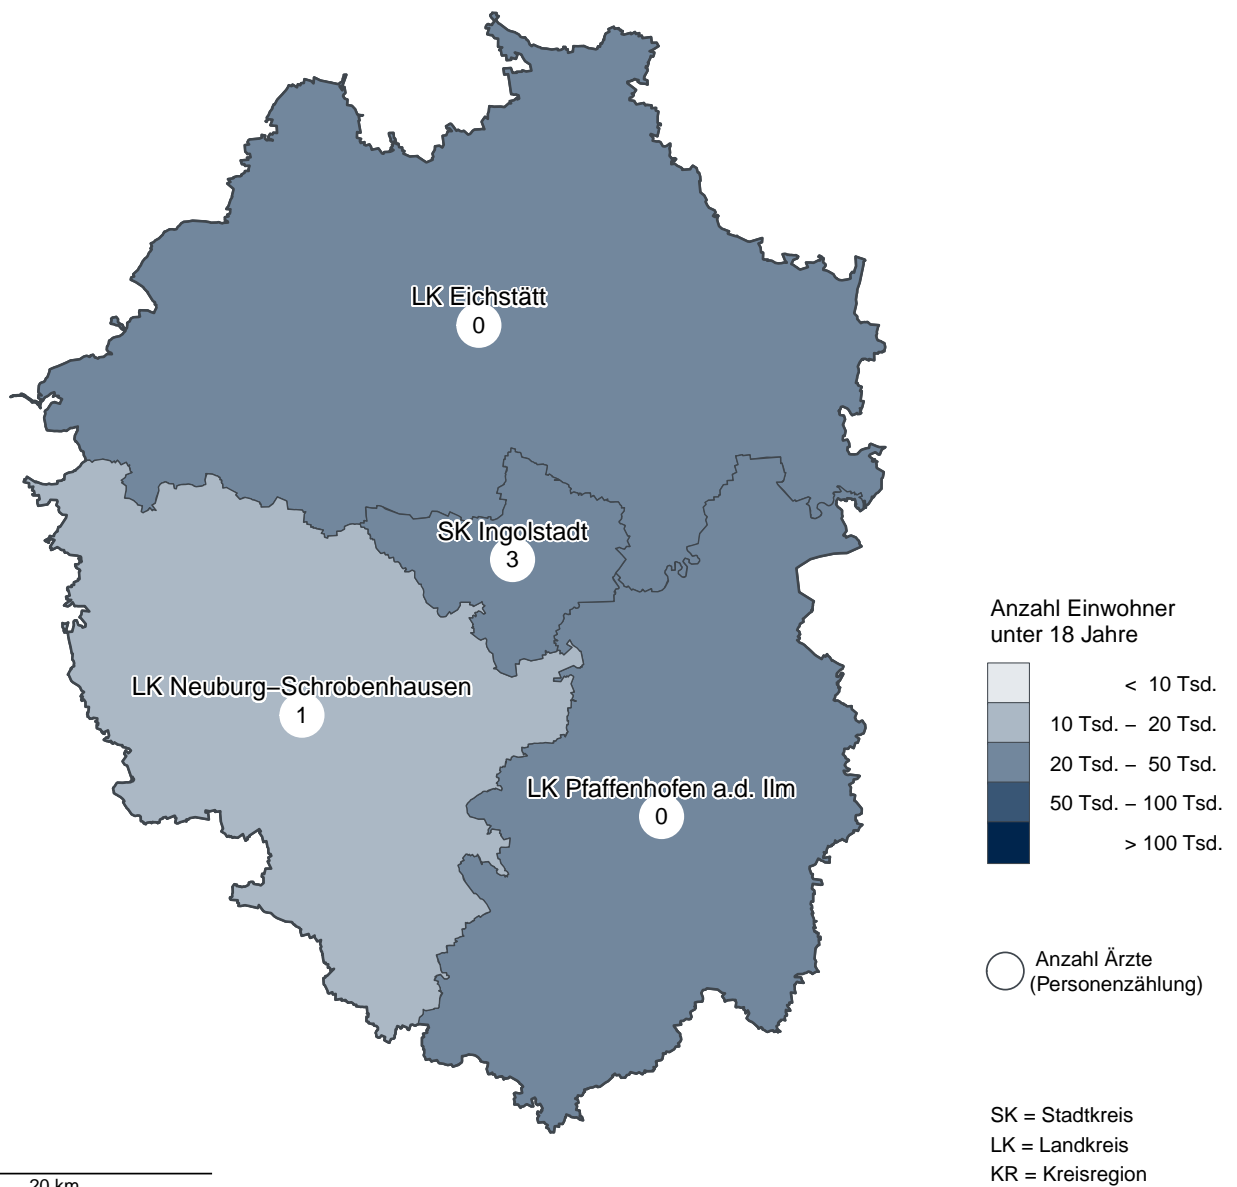 LK Eichstätt
0
SK Ingolstadt
3
LK Neuburg–Schrobenhausen
1
LK Pfaffenhofen a.d. Ilm
0
Anzahl Einwohner
unter 18 Jahre
< 10 Tsd.
10 Tsd. – 20 Tsd.
20 Tsd. – 50 Tsd.
50 Tsd. – 100 Tsd.
> 100 Tsd.
Anzahl Ärzte
(Personenzählung)
SK = Stadtkreis
LK = Landkreis
KR = Kreisregion
20 km